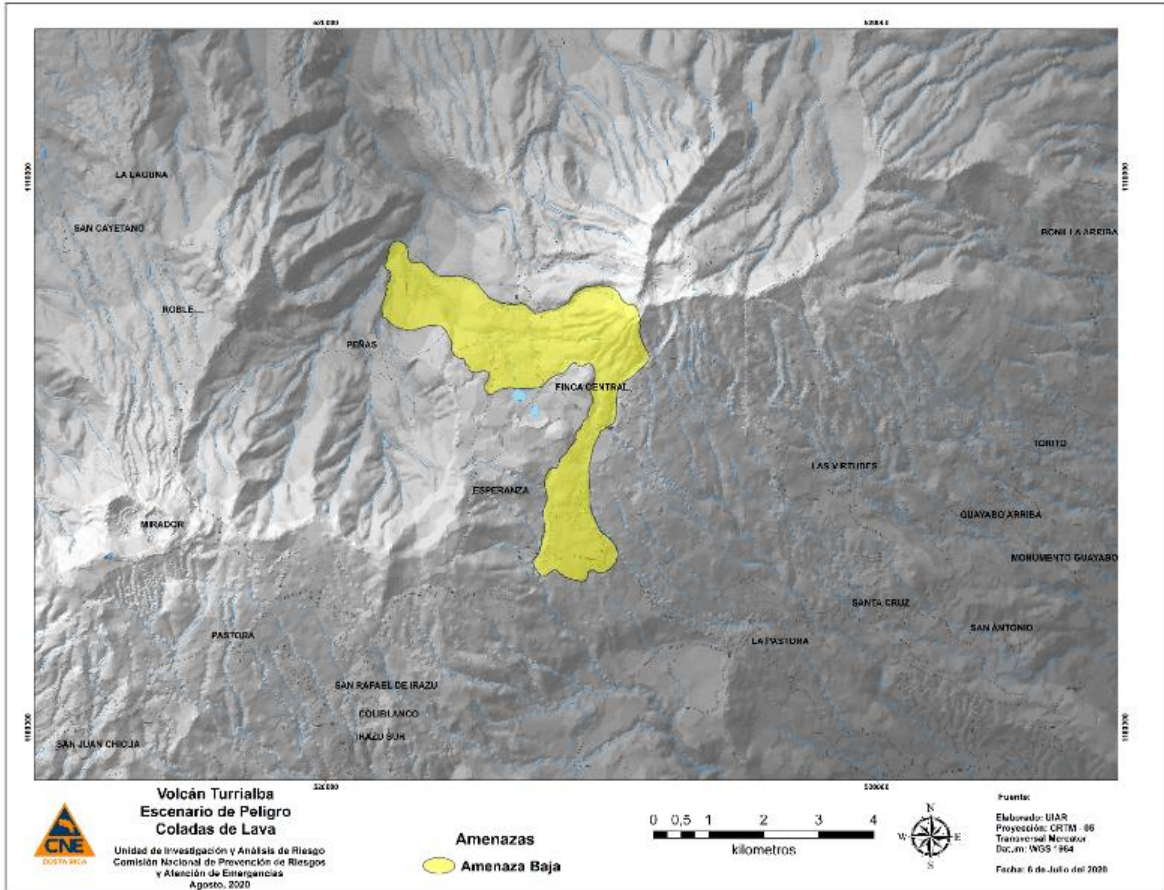 520000
LA LAGUNA
1110000
1110000
SAN CAYETANO
BONILLA ARRIBA
ROBLE
PEÑAS
FINCA CENTRAL
TORITO
LAS VIRTUDES
ESPERANZA
GUAYABO ARRIBA
MIRADOR
MONUMENTO GUAYABO
SANTA CRUZ
SAN ANTONIO
PASTORA
LA PASTORA
SAN RAFAEL DE IRAZU
COLIBLANCO
IRAZU SUR
SAN JUAN CHICUA
520000
Volcán Turrialba
Escenario de Peligro
Coladas de Lava
Unidad de Investigación y Análisis de Riesgo
Comisión Nacional de Prevención de Riesgos
y Atención de Emergencias
Agosto, 2020
CNE
COSTA RICA
Amenazas
Amenaza Baja
0 0,5 1 2 3 4
kilometros
N
W E
S
Fuente:
Elaborado: UIAR
Proyección: CRTM - 05
Transversal Mercator
Datum: WGS 1984
Fecha: 6 de Julio del 2020